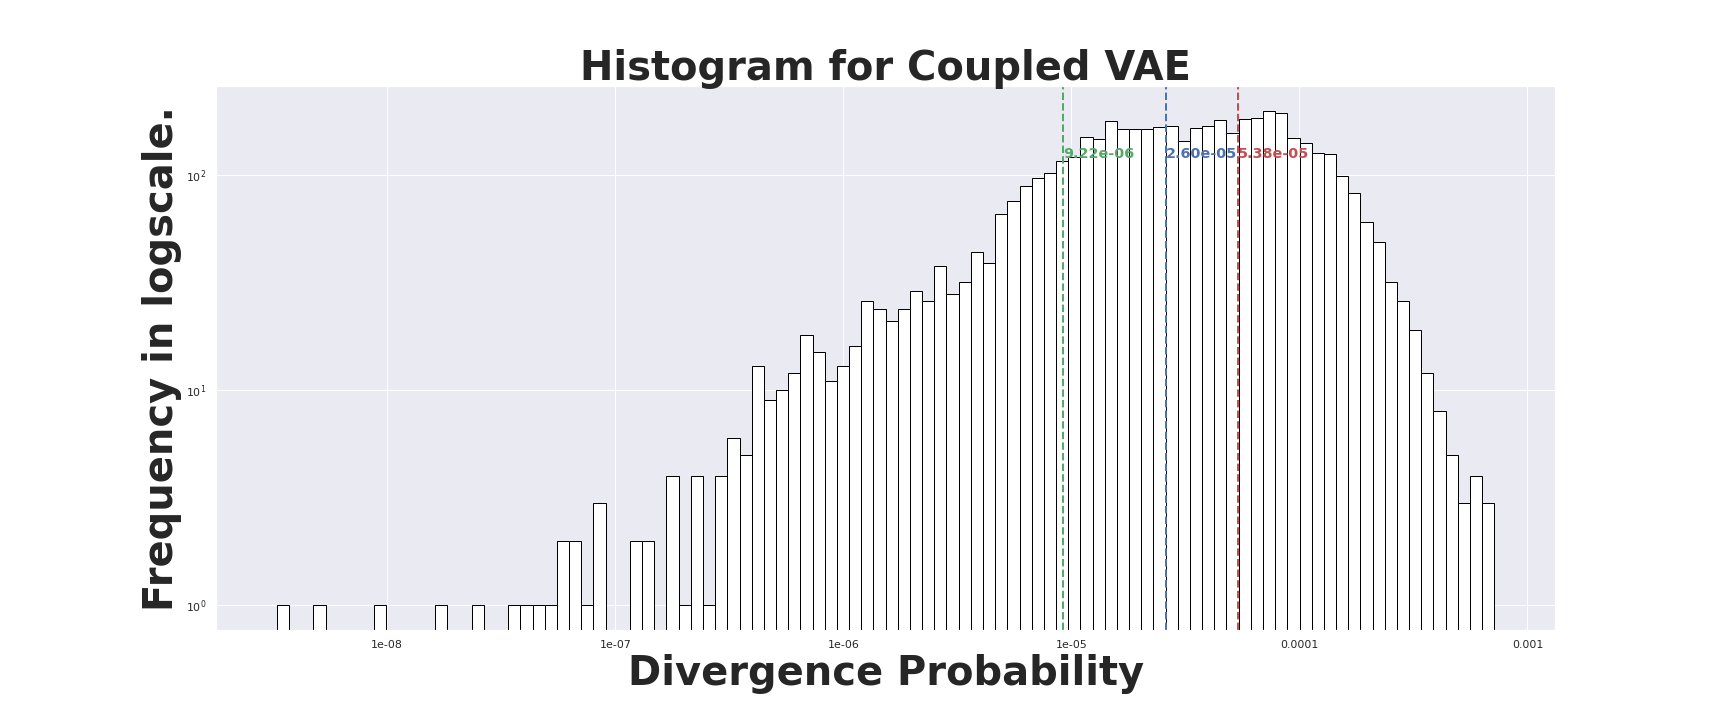 Histogram for Coupled VAE
Frequency in logscale.
10²
10¹
10⁰
9.22e-06
2.60e-05
5.38e-05
1e-08
1e-07
1e-06
1e-05
0.0001
0.001
Divergence Probability